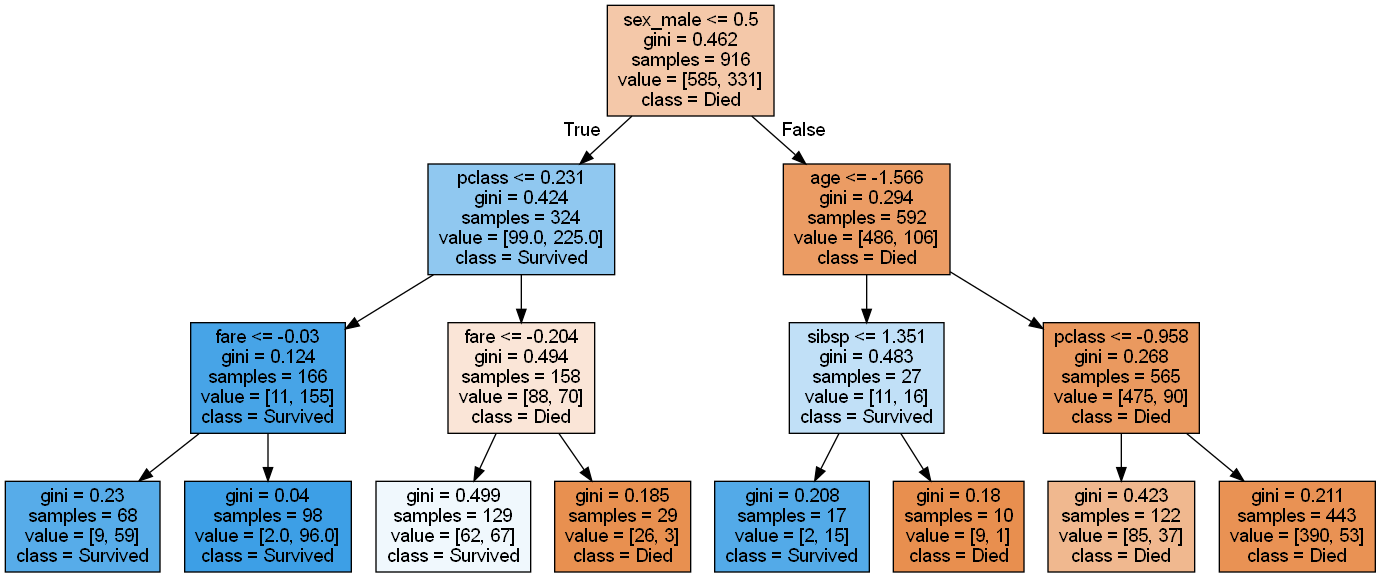 sex_male <= 0.5
gini = 0.462
samples = 916
value = [585, 331]
class = Died
True
False
pclass <= 0.231
gini = 0.424
samples = 324
value = [99.0, 225.0]
class = Survived
age <= -1.566
gini = 0.294
samples = 592
value = [486, 106]
class = Died
fare <= -0.03
gini = 0.124
samples = 166
value = [11, 155]
class = Survived
fare <= -0.204
gini = 0.494
samples = 158
value = [88, 70]
class = Died
sibsp <= 1.351
gini = 0.483
samples = 27
value = [11, 16]
class = Survived
pclass <= -0.958
gini = 0.268
samples = 565
value = [475, 90]
class = Died
gini = 0.23
samples = 68
value = [9, 59]
class = Survived
gini = 0.04
samples = 98
value = [2.0, 96.0]
class = Survived
gini = 0.499
samples = 129
value = [62, 67]
class = Survived
gini = 0.185
samples = 29
value = [26, 3]
class = Died
gini = 0.208
samples = 17
value = [2, 15]
class = Survived
gini = 0.18
samples = 10
value = [9, 1]
class = Died
gini = 0.423
samples = 122
value = [85, 37]
class = Died
gini = 0.211
samples = 443
value = [390, 53]
class = Died